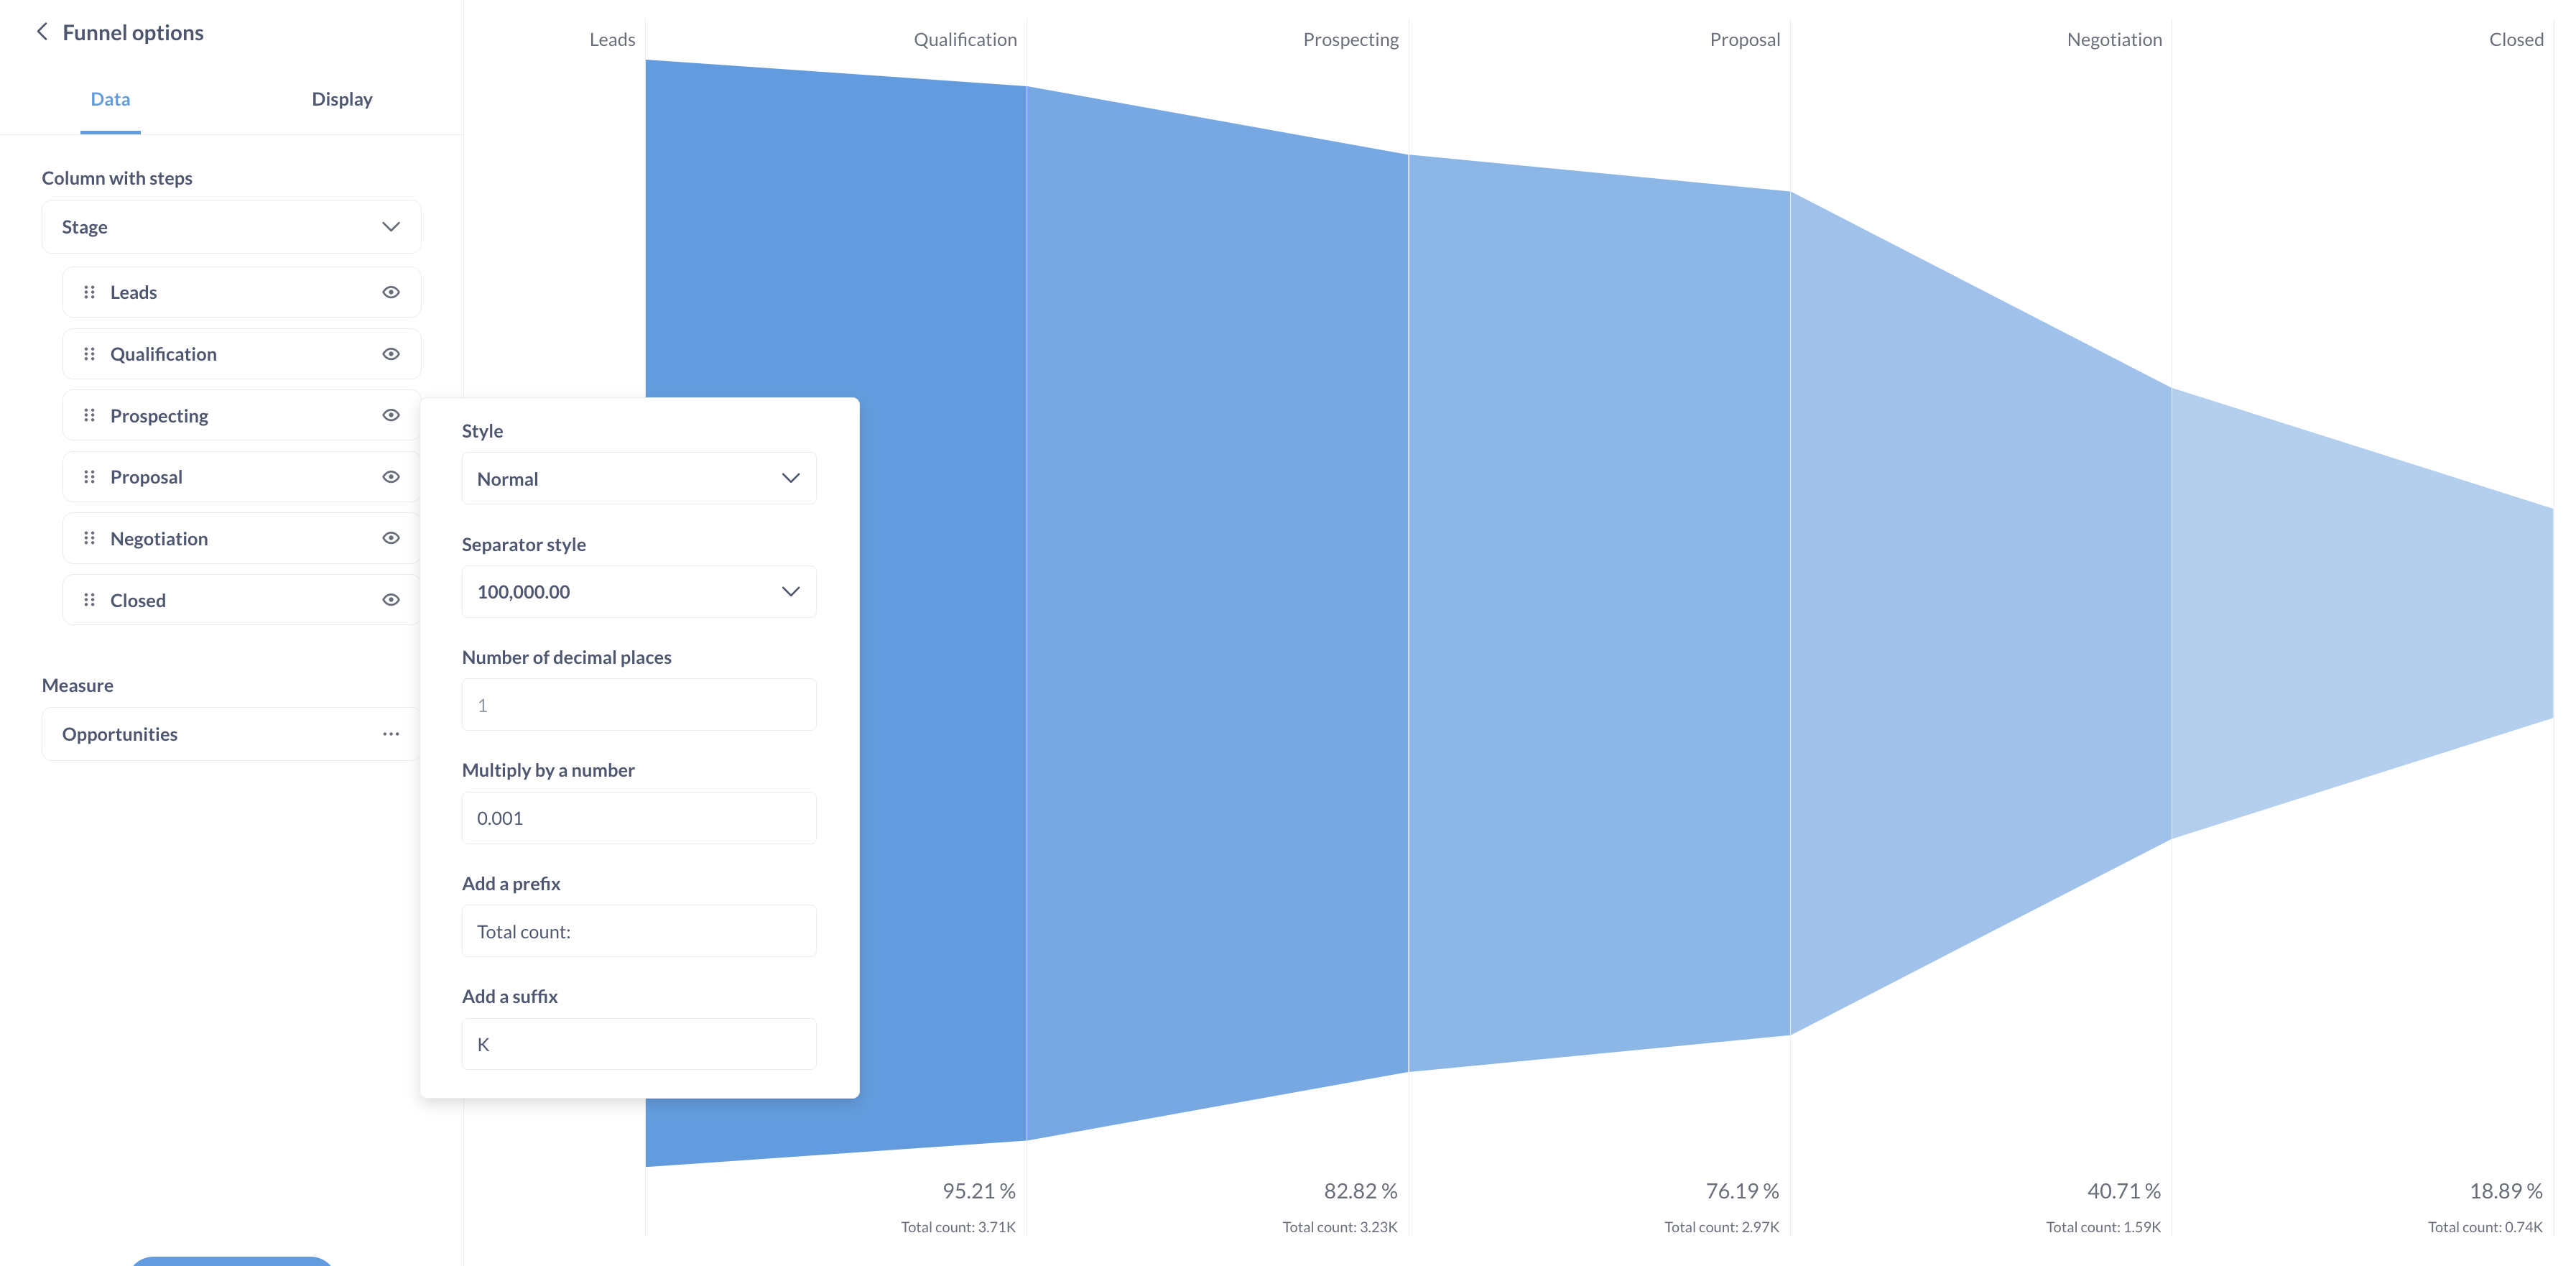 Funnel options
Data
Display
Column with steps
Stage
Leads
Qualification
Prospecting
Proposal
Negotiation
Closed
Measure
Opportunities
Style
Normal
Separator style
100,000.00
Number of decimal places
1
Multiply by a number
0.001
Add a prefix
Total count:
Add a suffix
K
Leads
Qualification
Prospecting
Proposal
Negotiation
Closed
95.21 %
Total count: 3.71K
82.82 %
Total count: 3.23K
76.19 %
Total count: 2.97K
40.71 %
Total count: 1.59K
18.89 %
Total count: 0.74K